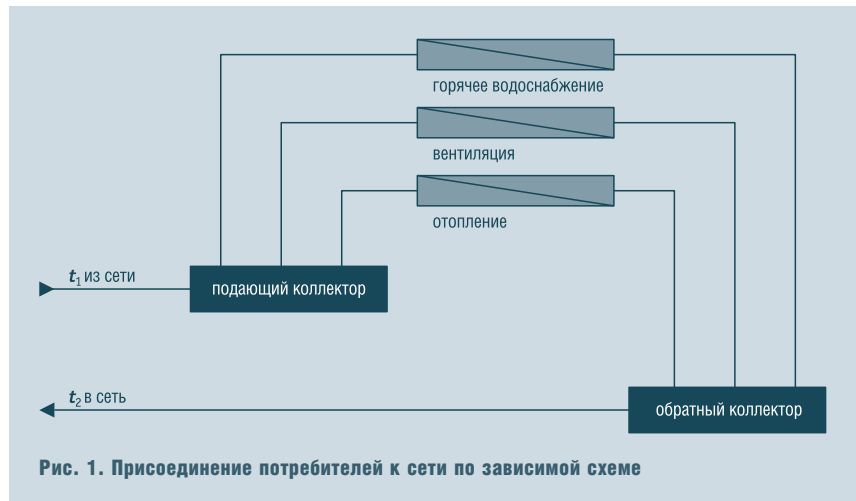 горячее водоснабжение
вентиляция
отопление
t₁ из сети
подающий коллектор
t₂ в сеть
обратный коллектор
Рис. 1. Присоединение потребителей к сети по зависимой схеме